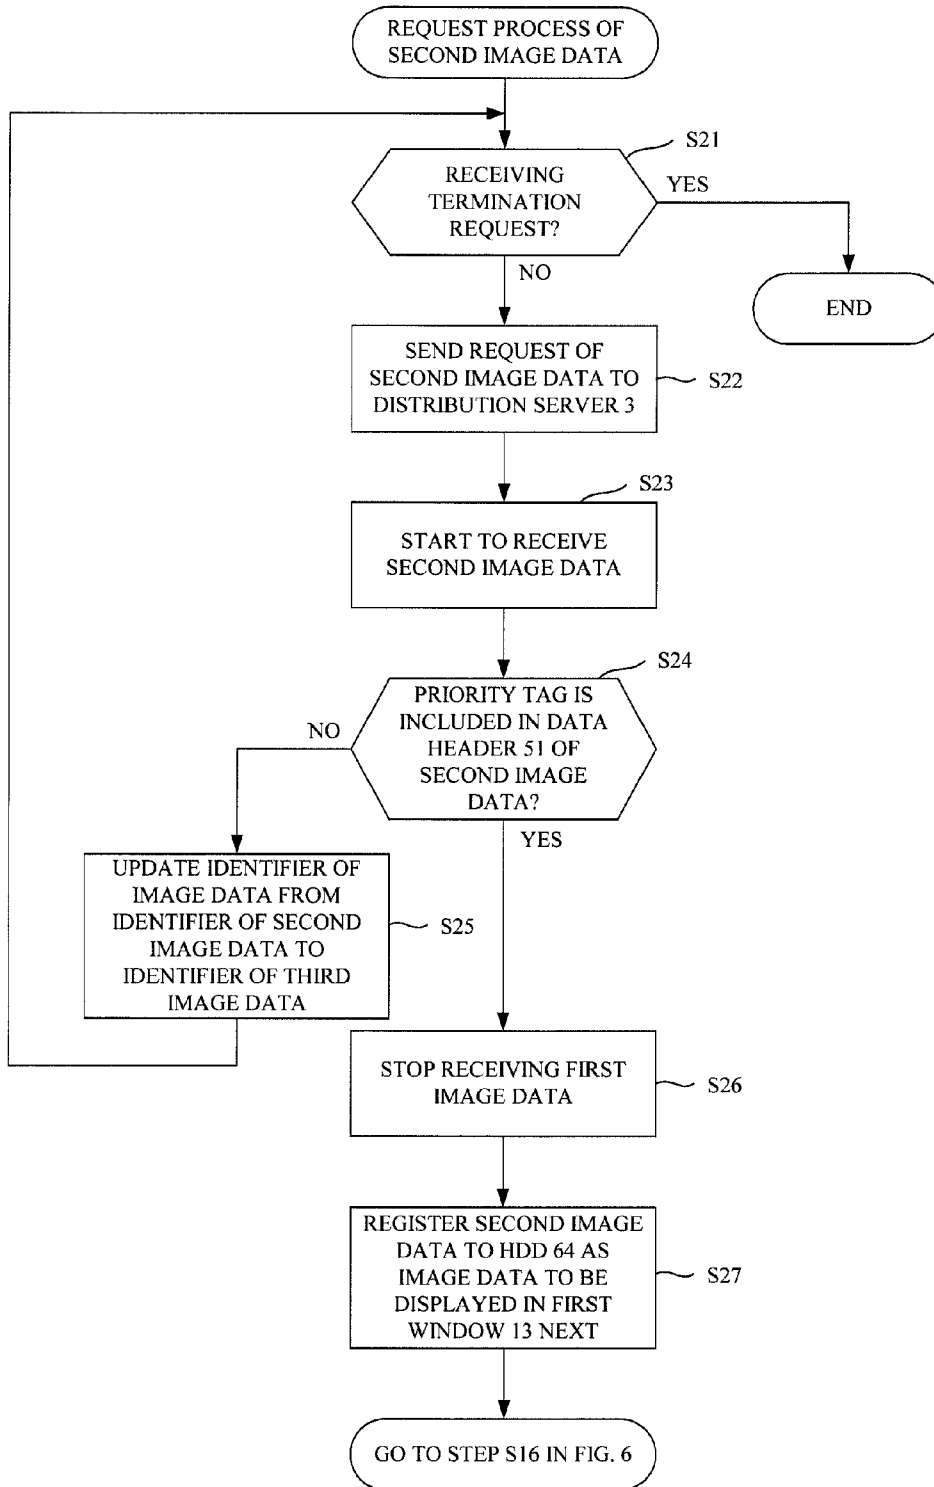 REQUEST PROCESS OF
SECOND IMAGE DATA
S21
RECEIVING
TERMINATION
REQUEST?
YES
NO
END
SEND REQUEST OF
SECOND IMAGE DATA TO
DISTRIBUTION SERVER 3
S22
S23
START TO RECEIVE
SECOND IMAGE DATA
S24
PRIORITY TAG IS
INCLUDED IN DATA
HEADER 51 OF
SECOND IMAGE
DATA?
NO
YES
UPDATE IDENTIFIER OF
IMAGE DATA FROM
IDENTIFIER OF SECOND
IMAGE DATA TO
IDENTIFIER OF THIRD
IMAGE DATA
S25
STOP RECEIVING FIRST
IMAGE DATA
S26
REGISTER SECOND IMAGE
DATA TO HDD 64 AS
IMAGE DATA TO BE
DISPLAYED IN FIRST
WINDOW 13 NEXT
S27
GO TO STEP S16 IN FIG. 6